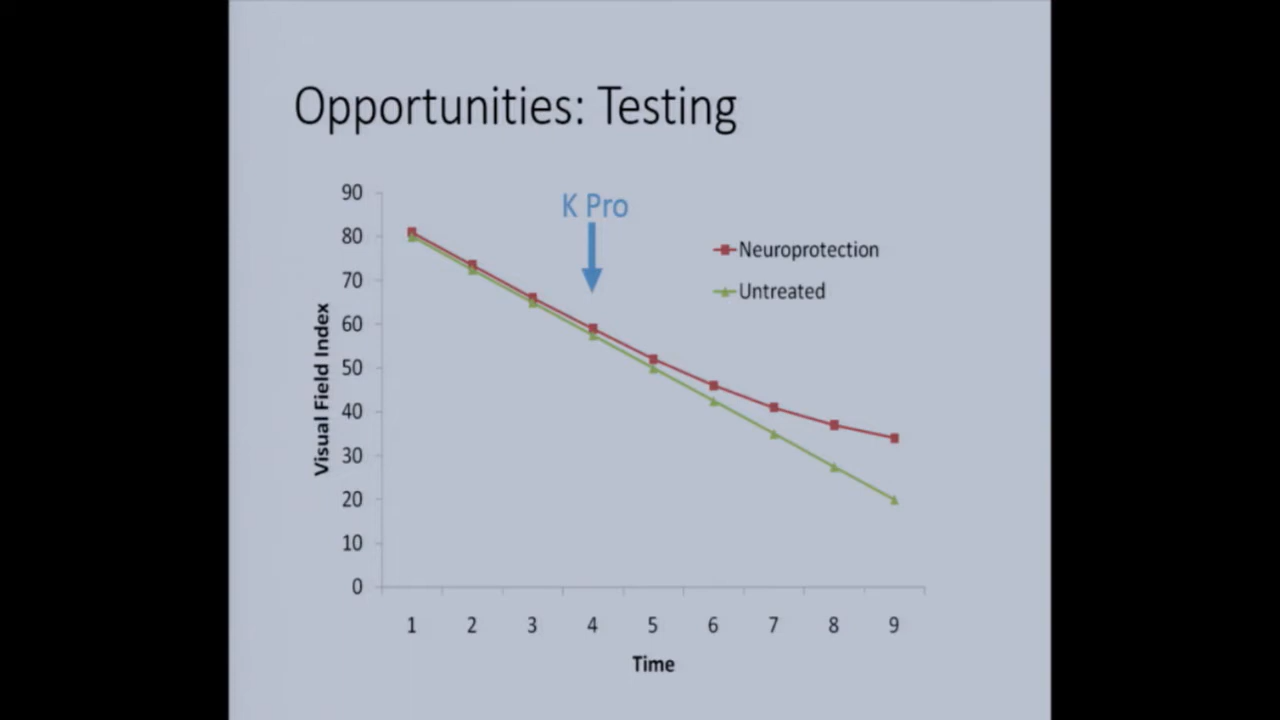 Opportunities: Testing
K Pro
Neuroprotection
Untreated
Visual Field Index
90
80
70
60
50
40
30
20
10
0
1 2 3 4 5 6 7 8 9
Time